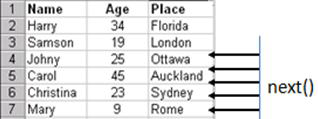 1 Name Age Place
2 Harry 34 Florida
3 Samson 19 London
4 Johny 25 Ottawa
5 Carol 45 Auckland
6 Christina 23 Sydney
7 Mary 9 Rome
next()